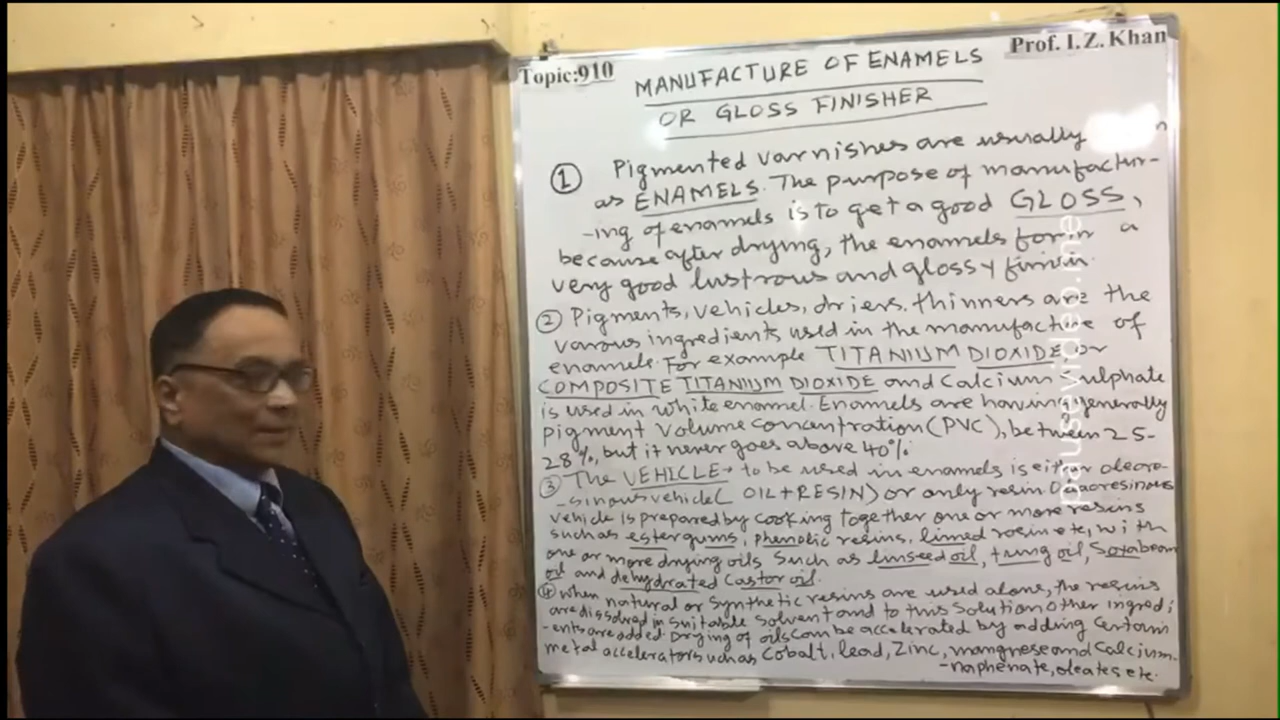 Topic:910
Prof. I. Z. Khan
MANUFACTURE OF ENAMELS
OR GLOSS FINISHER
① Pigmented varnishes are usually
as ENAMELS. The purpose of manufactur-
-ing of enamels is to get a good GLOSS,
because after drying, the enamels form a
very good lustrous and glossy finish.
② Pigments, vehicles, driers, thinners are the
varous ingredients used in the manufacture of
enamels. For example TITANIUM DIOXIDE, or
COMPOSITE TITANIUM DIOXIDE and Calcium Sulphate
is used in white enamel. Enamels are having generally
pigment Volume Concentration (PVC), between 25-
28%, but it never goes above 40%.
③ The VEHICLE → to be used in enamels is either oleore-
-sinous vehicle (OIL+RESIN) or only resin. Oleoresinous
vehicle is prepared by cooking together one or more resins
such as ester gums, phenolic resins, limed rosin etc, with
one or more drying oils such as linseed oil, tung oil, Soyabean
oil and dehydrated Castor oil.
④ When natural or synthetic resins are used alone, the resins
are dissolved in suitable solvent and to this Solution other ingredi
-ents are added. Drying of oils can be accelerated by adding Certain
metal accelerators such as Cobalt, lead, Zinc, mangnese and Calcium-
-naphenate, oleates etc.
pausevideo.me